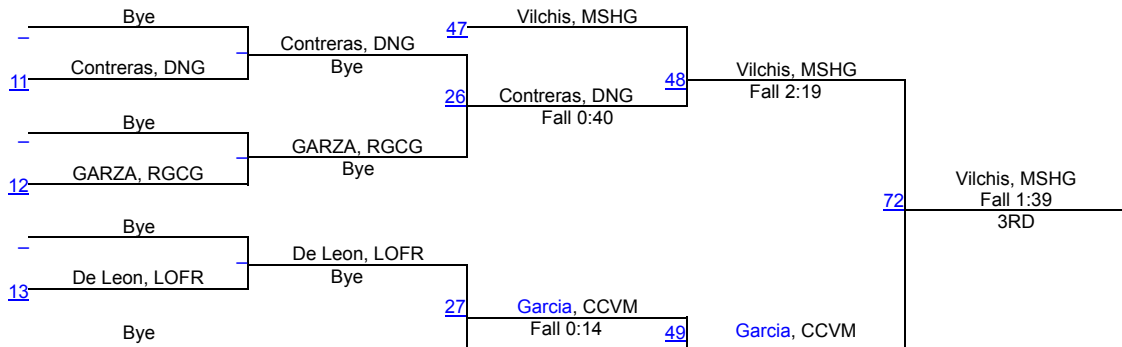 Bye
Vilchis, MSHG
–
47
Contreras, DNG
–
Contreras, DNG
Bye
Vilchis, MSHG
11
48
Fall 2:19
26
Contreras, DNG
Bye
Fall 0:40
–
GARZA, RGCG
–
Bye
GARZA, RGCG
12
Vilchis, MSHG
Fall 1:39
72
3RD
Bye
–
De Leon, LOFR
–
Bye
De Leon, LOFR
13
27
Garcia, CCVM
Fall 0:14
Bye
49
Garcia, CCVM